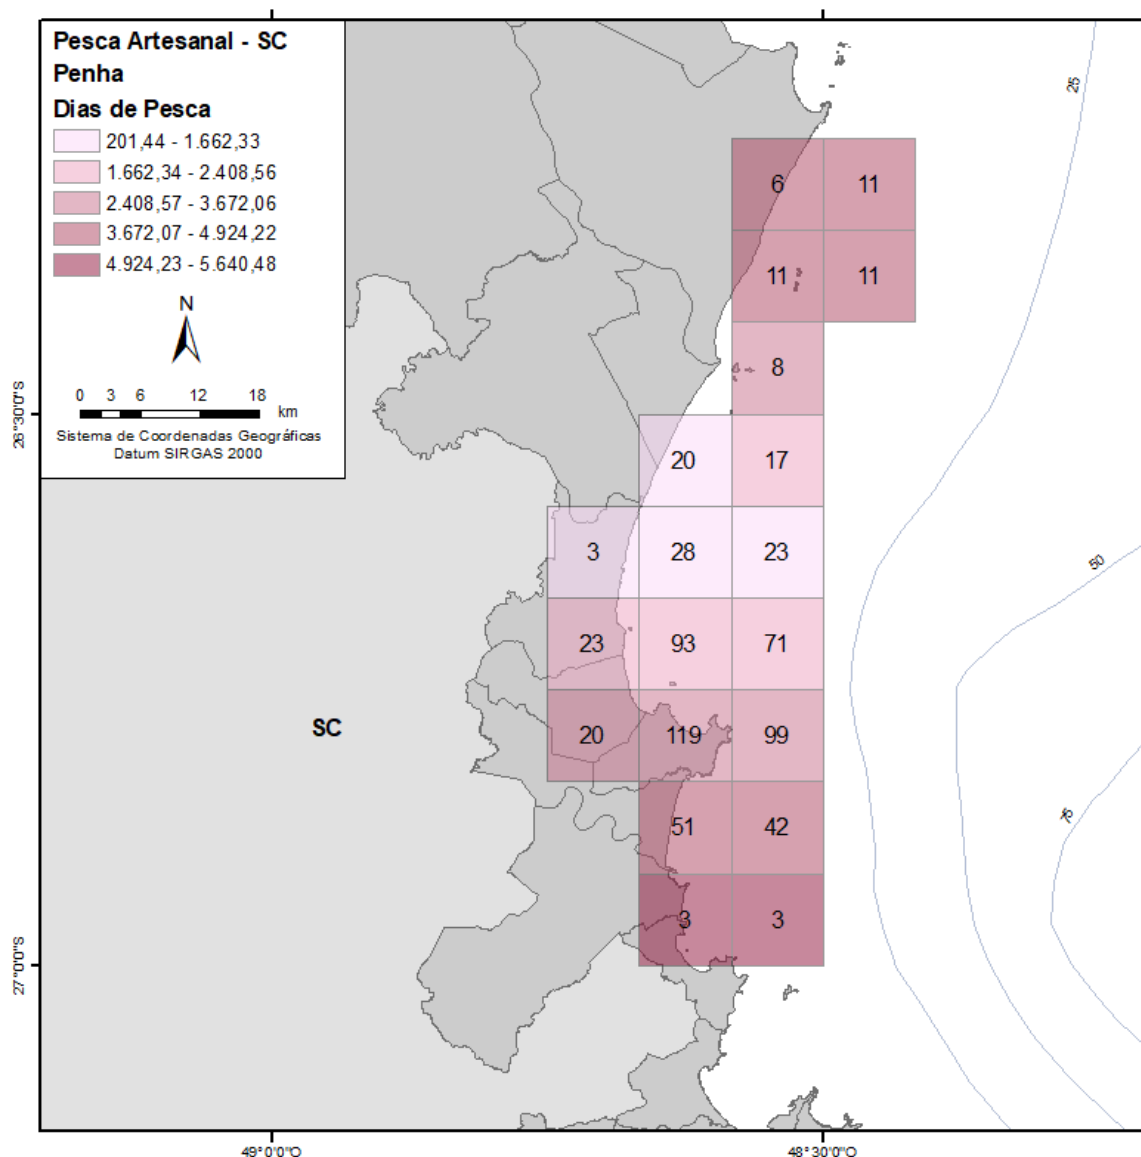 Pesca Artesanal - SC
Penha
Dias de Pesca
201,44 - 1.662,33
1.662,34 - 2.408,56
2.408,57 - 3.672,06
3.672,07 - 4.924,22
4.924,23 - 5.640,48
N
0 3 6 12 18
km
Sistema de Coordenadas Geográficas
Datum SIRGAS 2000
25
6 11
11 11
8
26°30'0"S
20 17
3 28 23
50
23 93 71
SC
20 119 99
75
51 42
3 3
27°0'0"S
49°0'0"O 48°30'0"O